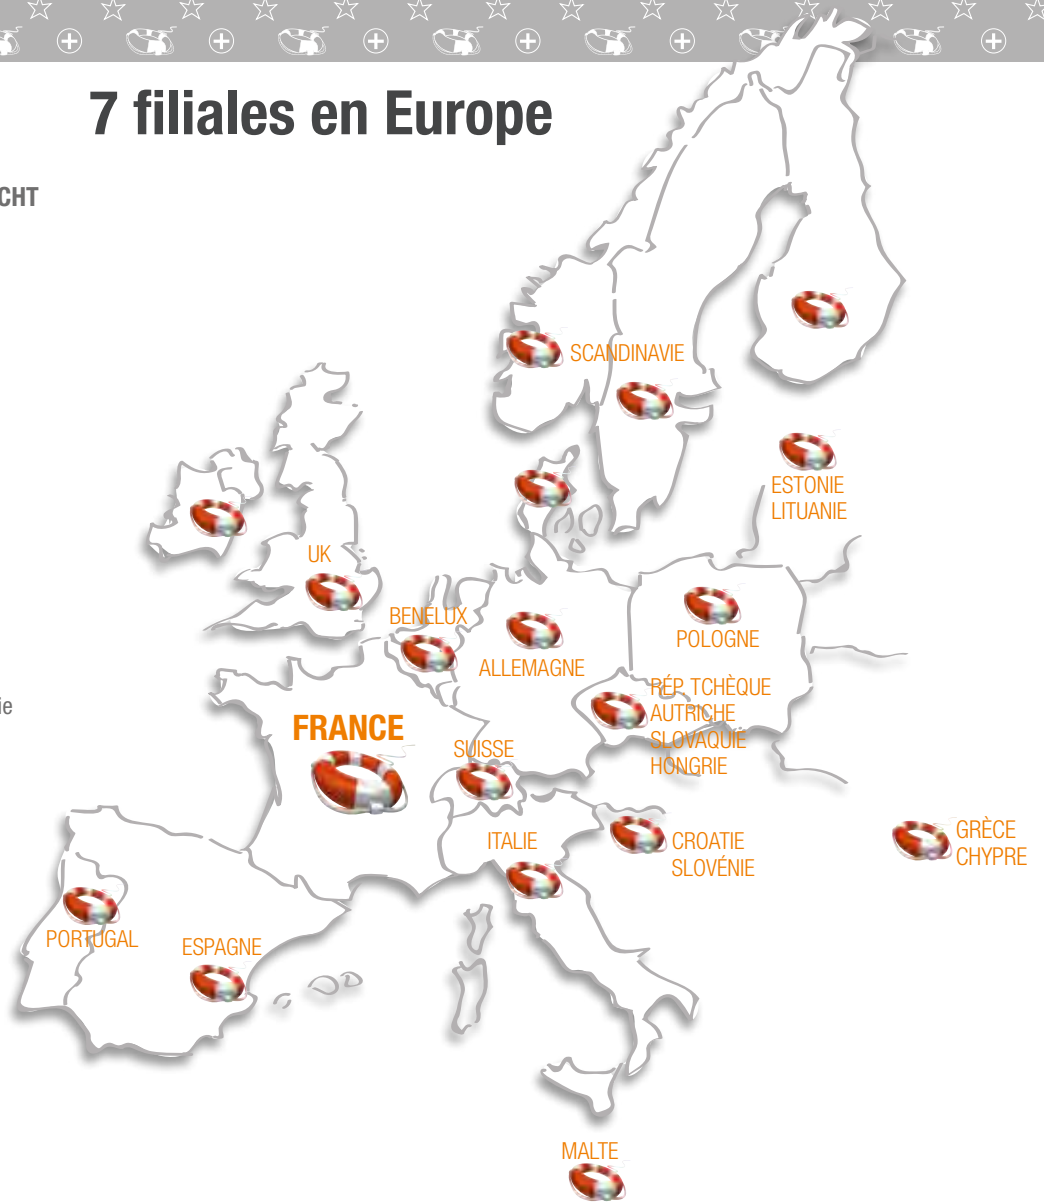 7 filiales en Europe
CHT
SCANDINAVIE
ESTONIE
LITUANIE
UK
BENELUX
ALLEMAGNE
POLOGNE
ie
RÉP TCHÈQUE
AUTRICHE
SLOVAQUIE
HONGRIE
FRANCE
SUISSE
ITALIE
CROATIE
SLOVÉNIE
GRÈCE
CHYPRE
PORTUGAL
ESPAGNE
MALTE